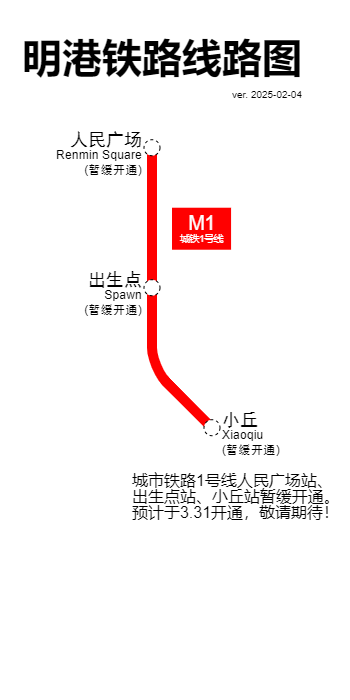 明港铁路线路图
ver. 2025-02-04
人民广场
Renmin Square
(暂缓开通)
M1
城铁1号线
出生点
Spawn
(暂缓开通)
小丘
Xiaoqiu
(暂缓开通)
城市铁路1号线人民广场站、
出生点站、小丘站暂缓开通。
预计于3.31开通，敬请期待！